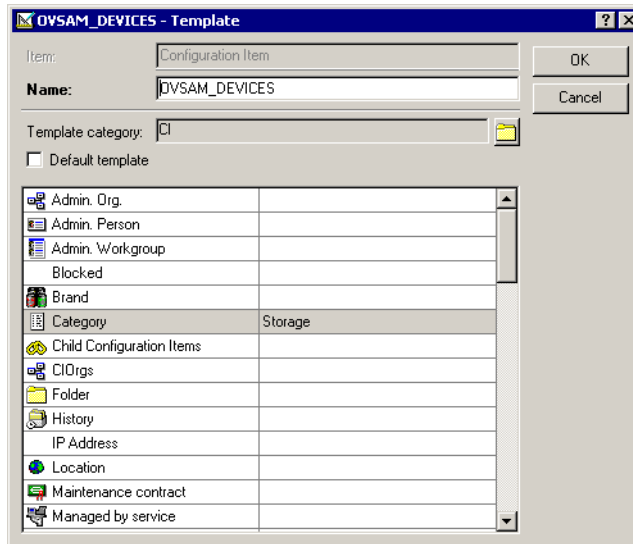 OVSAM_DEVICES - Template
Item: Configuration Item
OK
Name: OVSAM_DEVICES
Cancel
Template category: CI
Default template
Admin. Org.
Admin. Person
Admin. Workgroup
Blocked
Brand
Category Storage
Child Configuration Items
CIOrgs
Folder
History
IP Address
Location
Maintenance contract
Managed by service